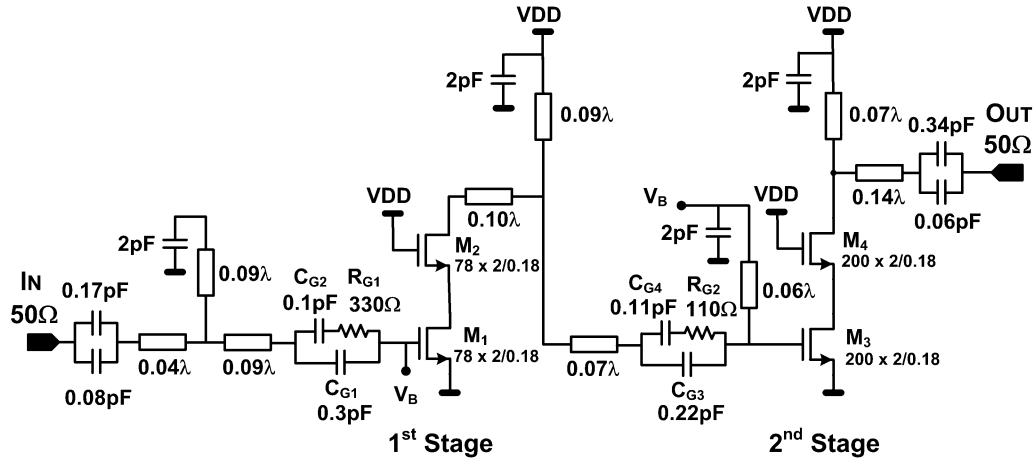 VDD
VDD
2pF
2pF
0.09λ
0.07λ
0.34pF
OUT
50Ω
0.14λ
0.06pF
VDD
0.10λ
M2
78 x 2/0.18
VB
2pF
VDD
M4
200 x 2/0.18
2pF
0.09λ
IN
50Ω
0.17pF
0.04λ
0.08pF
0.09λ
CG2
0.1pF
RG1
330Ω
CG1
0.3pF
VB
M1
78 x 2/0.18
0.07λ
CG4
0.11pF
RG2
110Ω
0.06λ
CG3
0.22pF
M3
200 x 2/0.18
1st Stage
2nd Stage